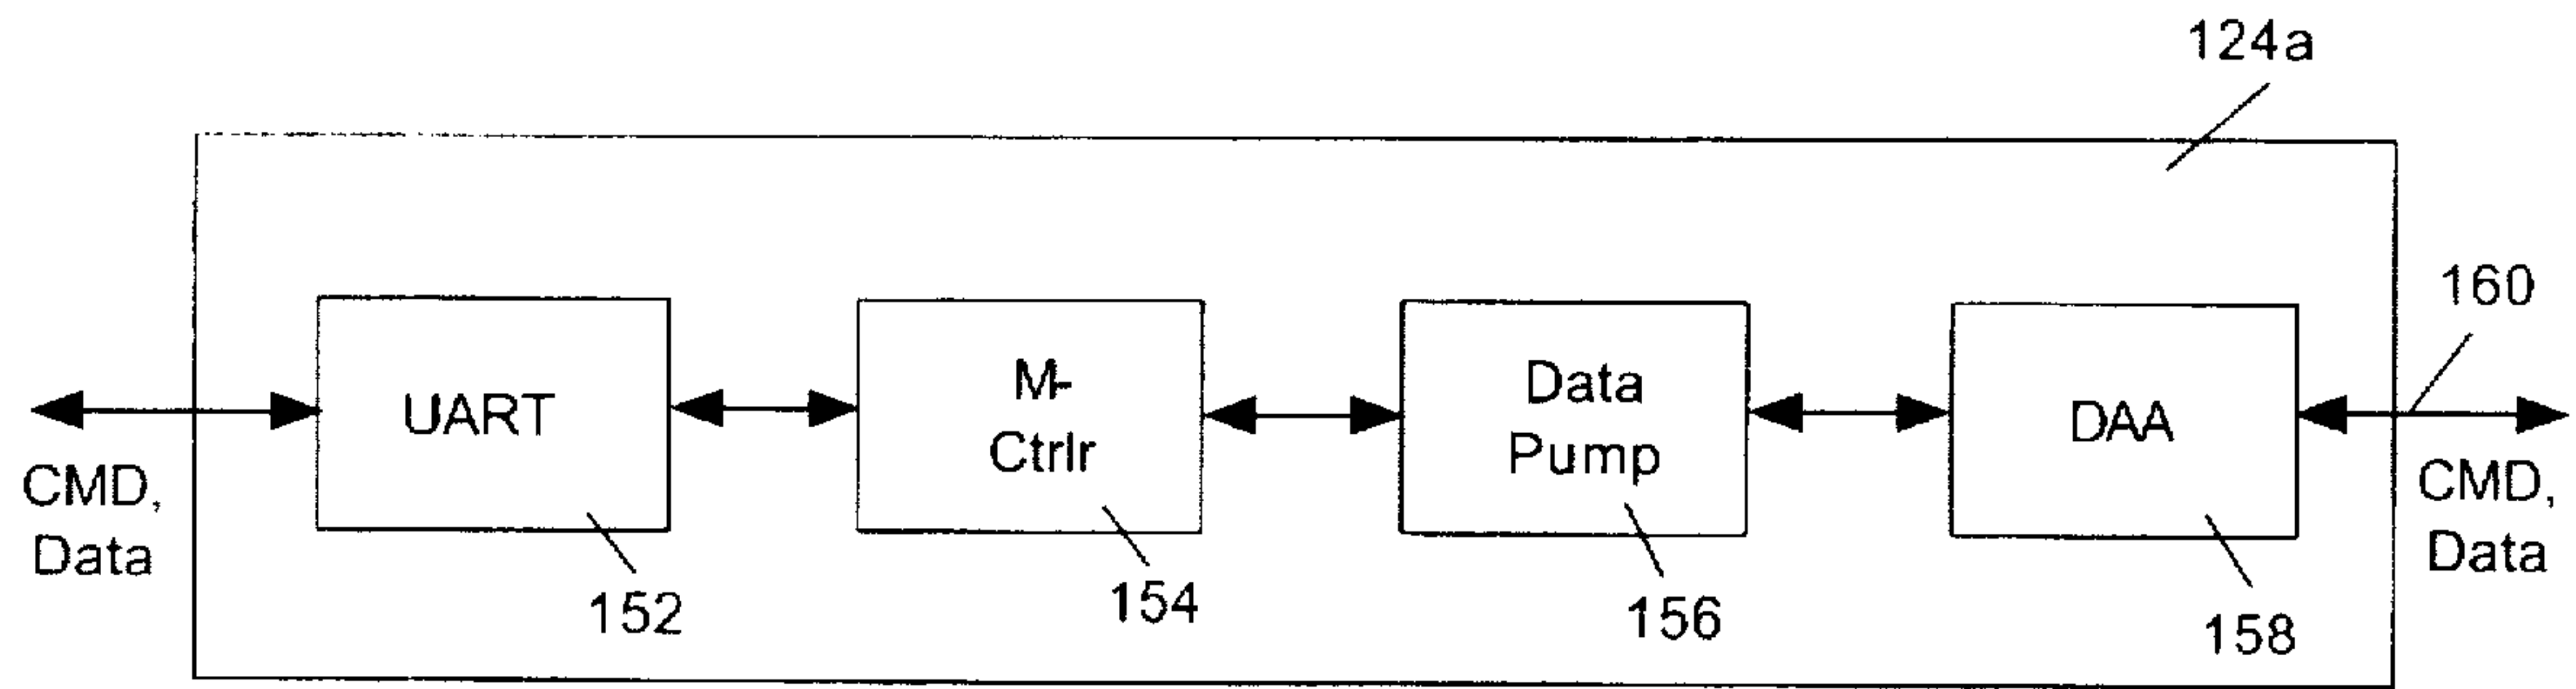 124a
160
UART
M-
Ctrlr
Data
Pump
DAA
CMD,
Data
CMD,
Data
152
154
156
158